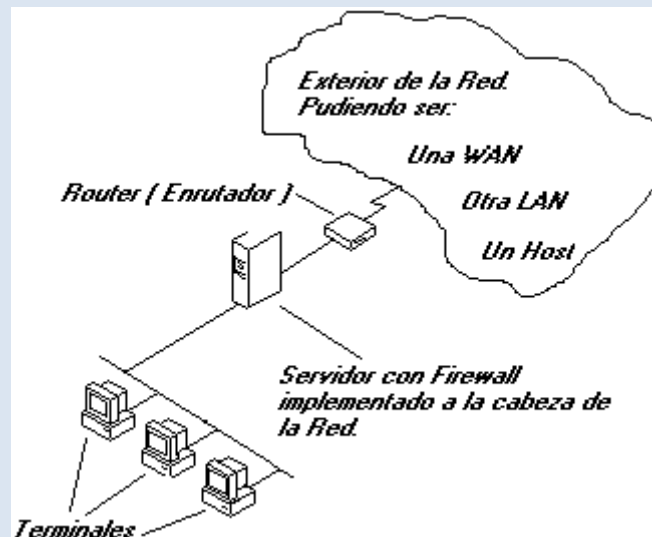 Exterior de la Red.
Pudiendo ser:
Una WAN
Otra LAN
Un Host
Router ( Enrutador )
Servidor con Firewall
implementado a la cabeza de
la Red.
Terminales